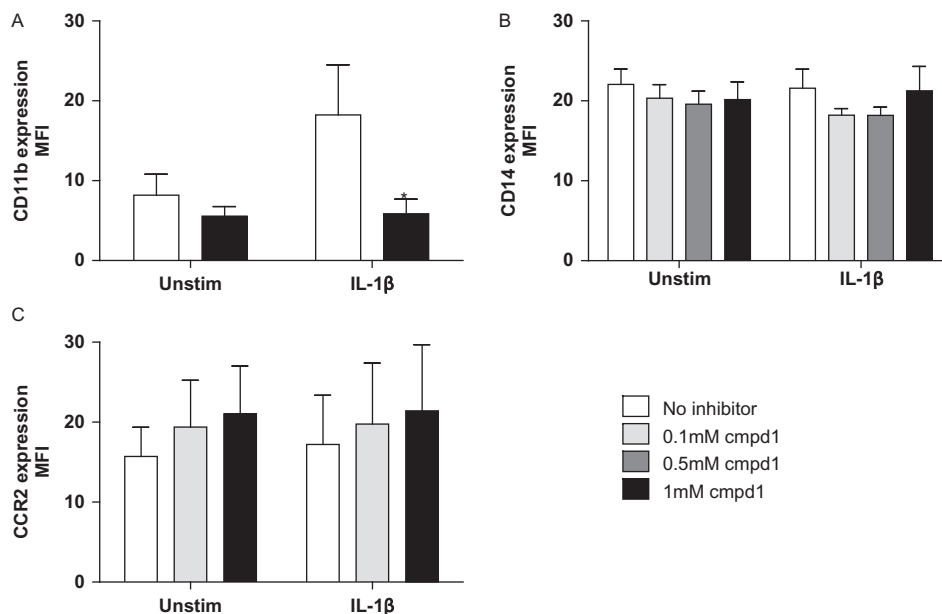 A
30
20
10
0
CD11b expression
MFI
*
Unstim
IL-1β
B
30
20
10
0
CD14 expression
MFI
Unstim
IL-1β
C
30
20
10
0
CCR2 expression
MFI
Unstim
IL-1β
No inhibitor
0.1mM cmpd1
0.5mM cmpd1
1mM cmpd1